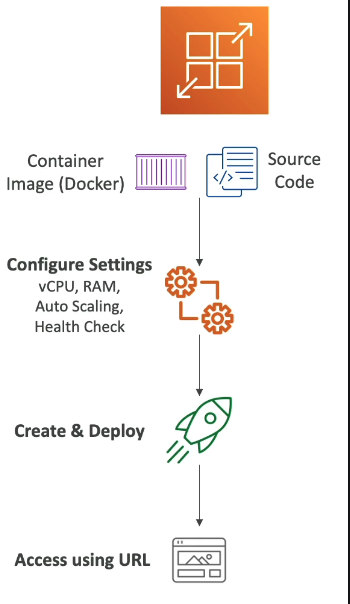 Container
Image (Docker)
Source
Code
</>
Configure Settings
vCPU, RAM,
Auto Scaling,
Health Check
Create & Deploy
Access using URL